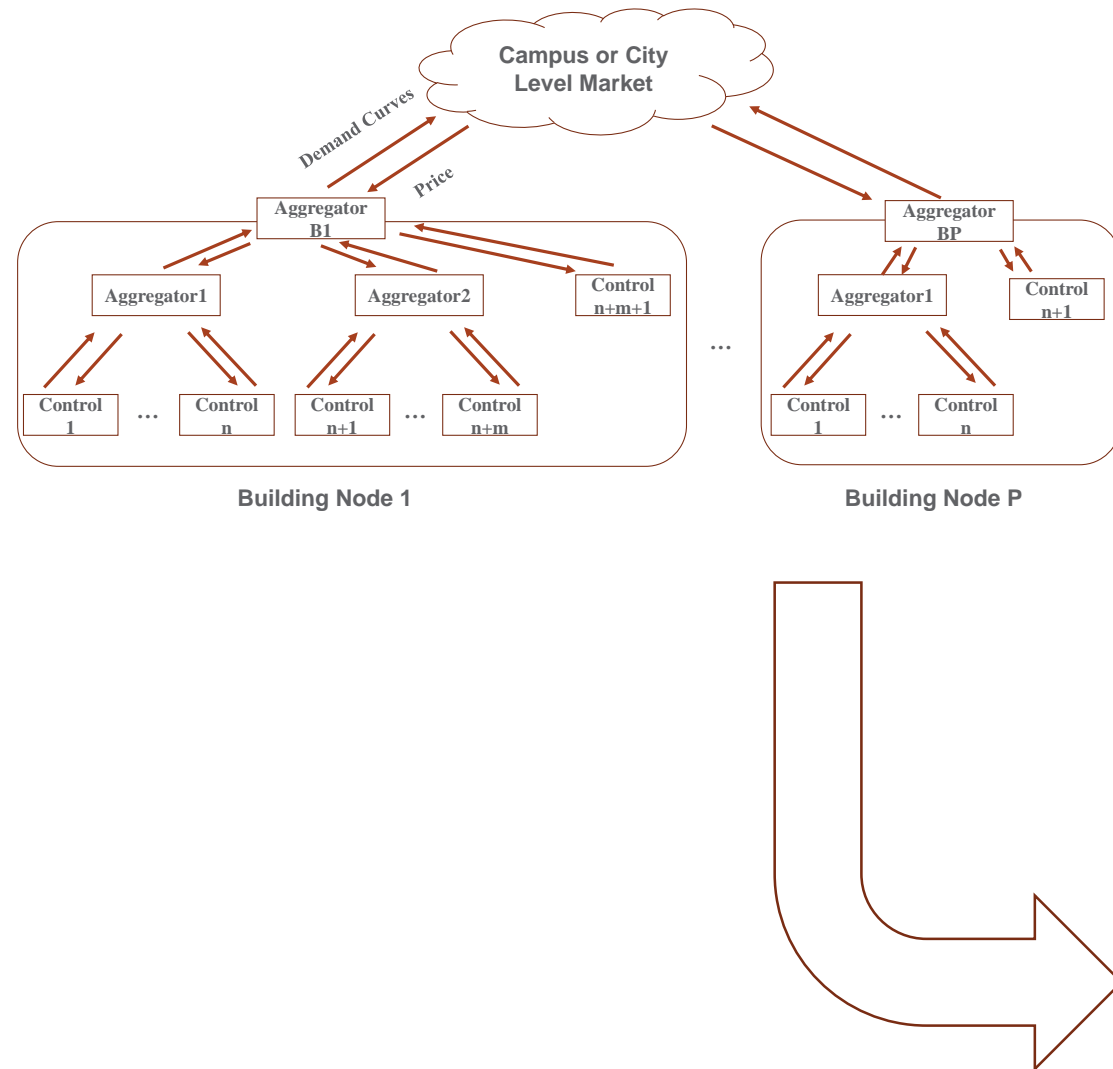 Campus or City
Level Market
Demand Curves
Price
Aggregator
B1
Aggregator
BP
Aggregator1
Aggregator2
Control
n+m+1
Aggregator1
Control
n+1
...
Control
1
...
Control
n
Control
n+1
...
Control
n+m
Control
1
...
Control
n
Building Node 1
Building Node P